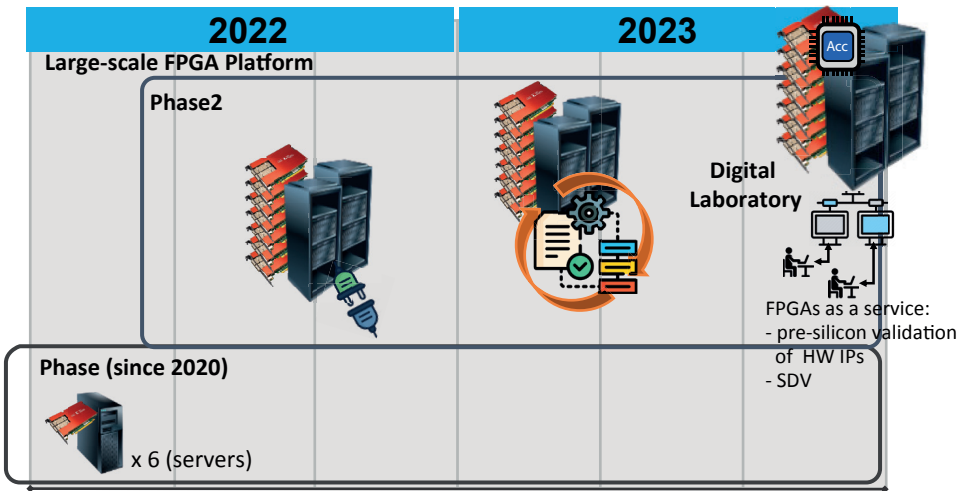 2022
2023
Large-scale FPGA Platform
Acc
Phase2
Digital
Laboratory
FPGAs as a service:
- pre-silicon validation
of HW IPs
- SDV
Phase (since 2020)
x 6 (servers)